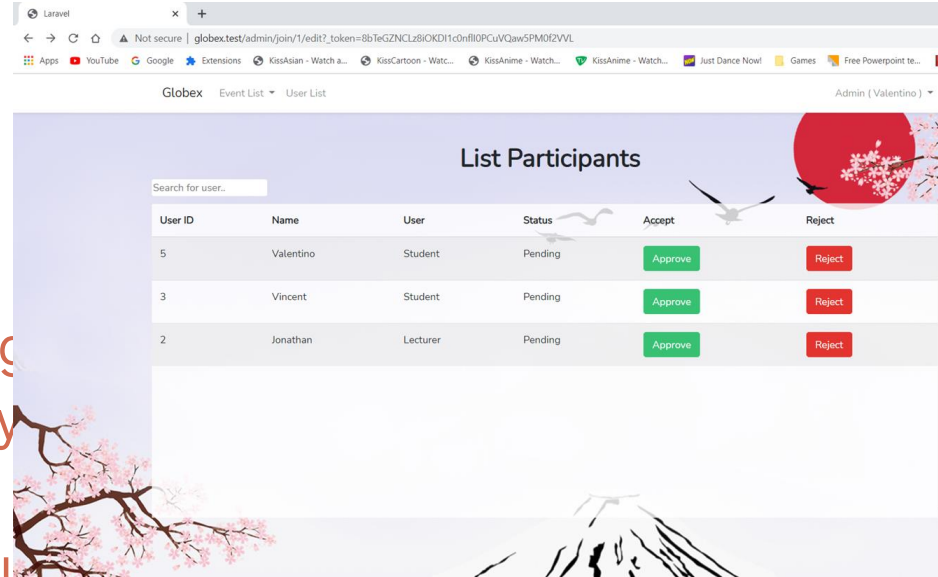 Laravel
Not secure | globex.test/admin/join/1/edit?_token=8bTeGZNCLz8iOKDI1c0nflI0PCuVQaw5PM0f2VVL
Apps YouTube Google Extensions KissAsian - Watch a... KissCartoon - Watc... KissAnime - Watch... KissAnime - Watch... Just Dance Now! Games Free Powerpoint te...
Globex Event List User List Admin ( Valentino )
List Participants
Search for user..
User ID Name User Status Accept Reject
5 Valentino Student Pending Approve Reject
3 Vincent Student Pending Approve Reject
2 Jonathan Lecturer Pending Approve Reject